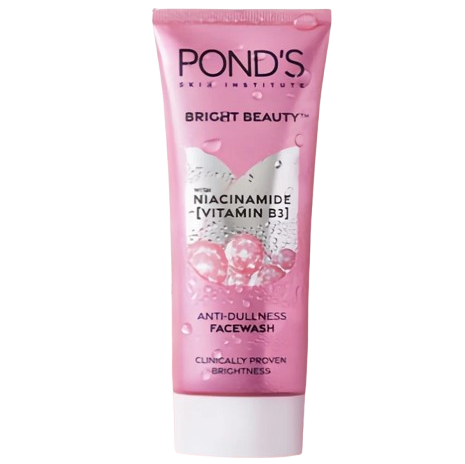 POND'S
SKIN INSTITUTE
BRIGHT BEAUTY™
WITH
NIACINAMIDE
[VITAMIN B3]
ANTI-DULLNESS
FACEWASH
CLINICALLY PROVEN
BRIGHTNESS